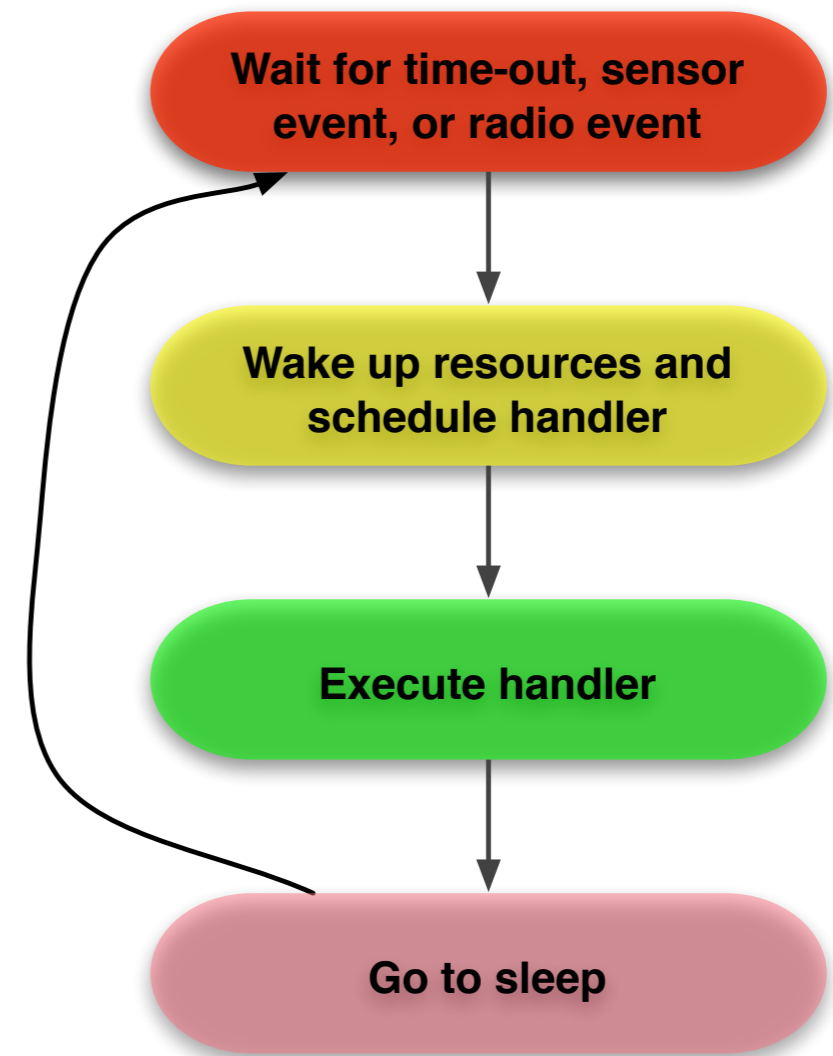 Wait for time-out, sensor
event, or radio event
Wake up resources and
schedule handler
Execute handler
Go to sleep